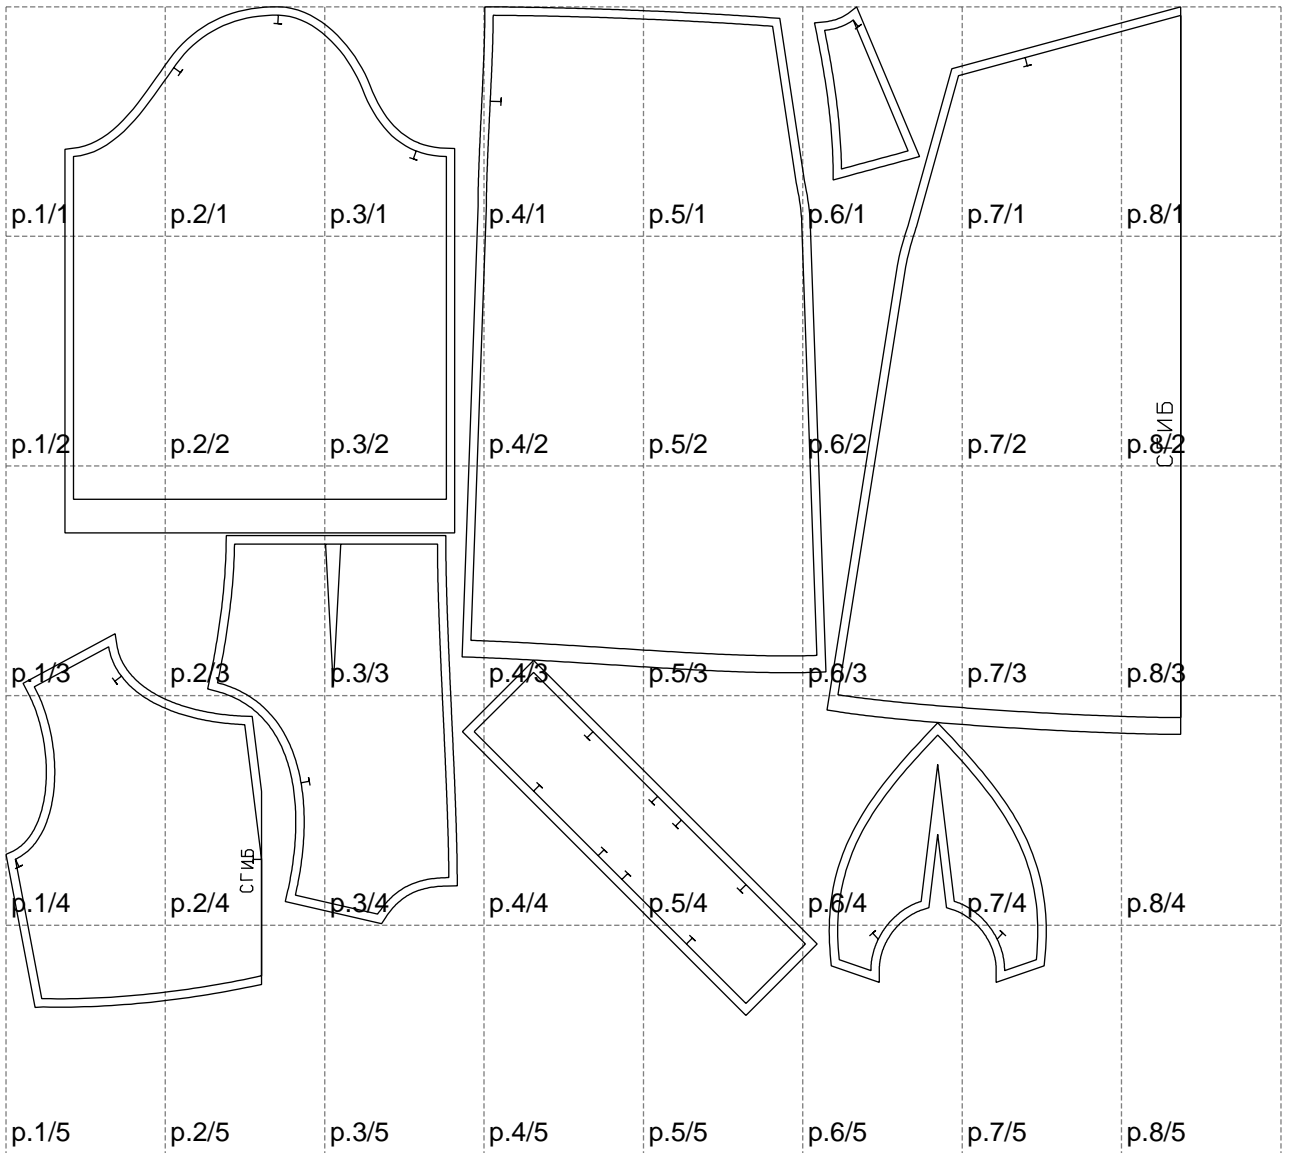 p.1/1 p.2/1 p.3/1 p.4/1 p.5/1 p.6/1 p.7/1 p.8/1
СГИБ
p.1/2 p.2/2 p.3/2 p.4/2 p.5/2 p.6/2 p.7/2 p.8/2
p.1/3 p.2/3 p.3/3 p.4/3 p.5/3 p.6/3 p.7/3 p.8/3
СГИБ
p.1/4 p.2/4 p.3/4 p.4/4 p.5/4 p.6/4 p.7/4 p.8/4
p.1/5 p.2/5 p.3/5 p.4/5 p.5/5 p.6/5 p.7/5 p.8/5